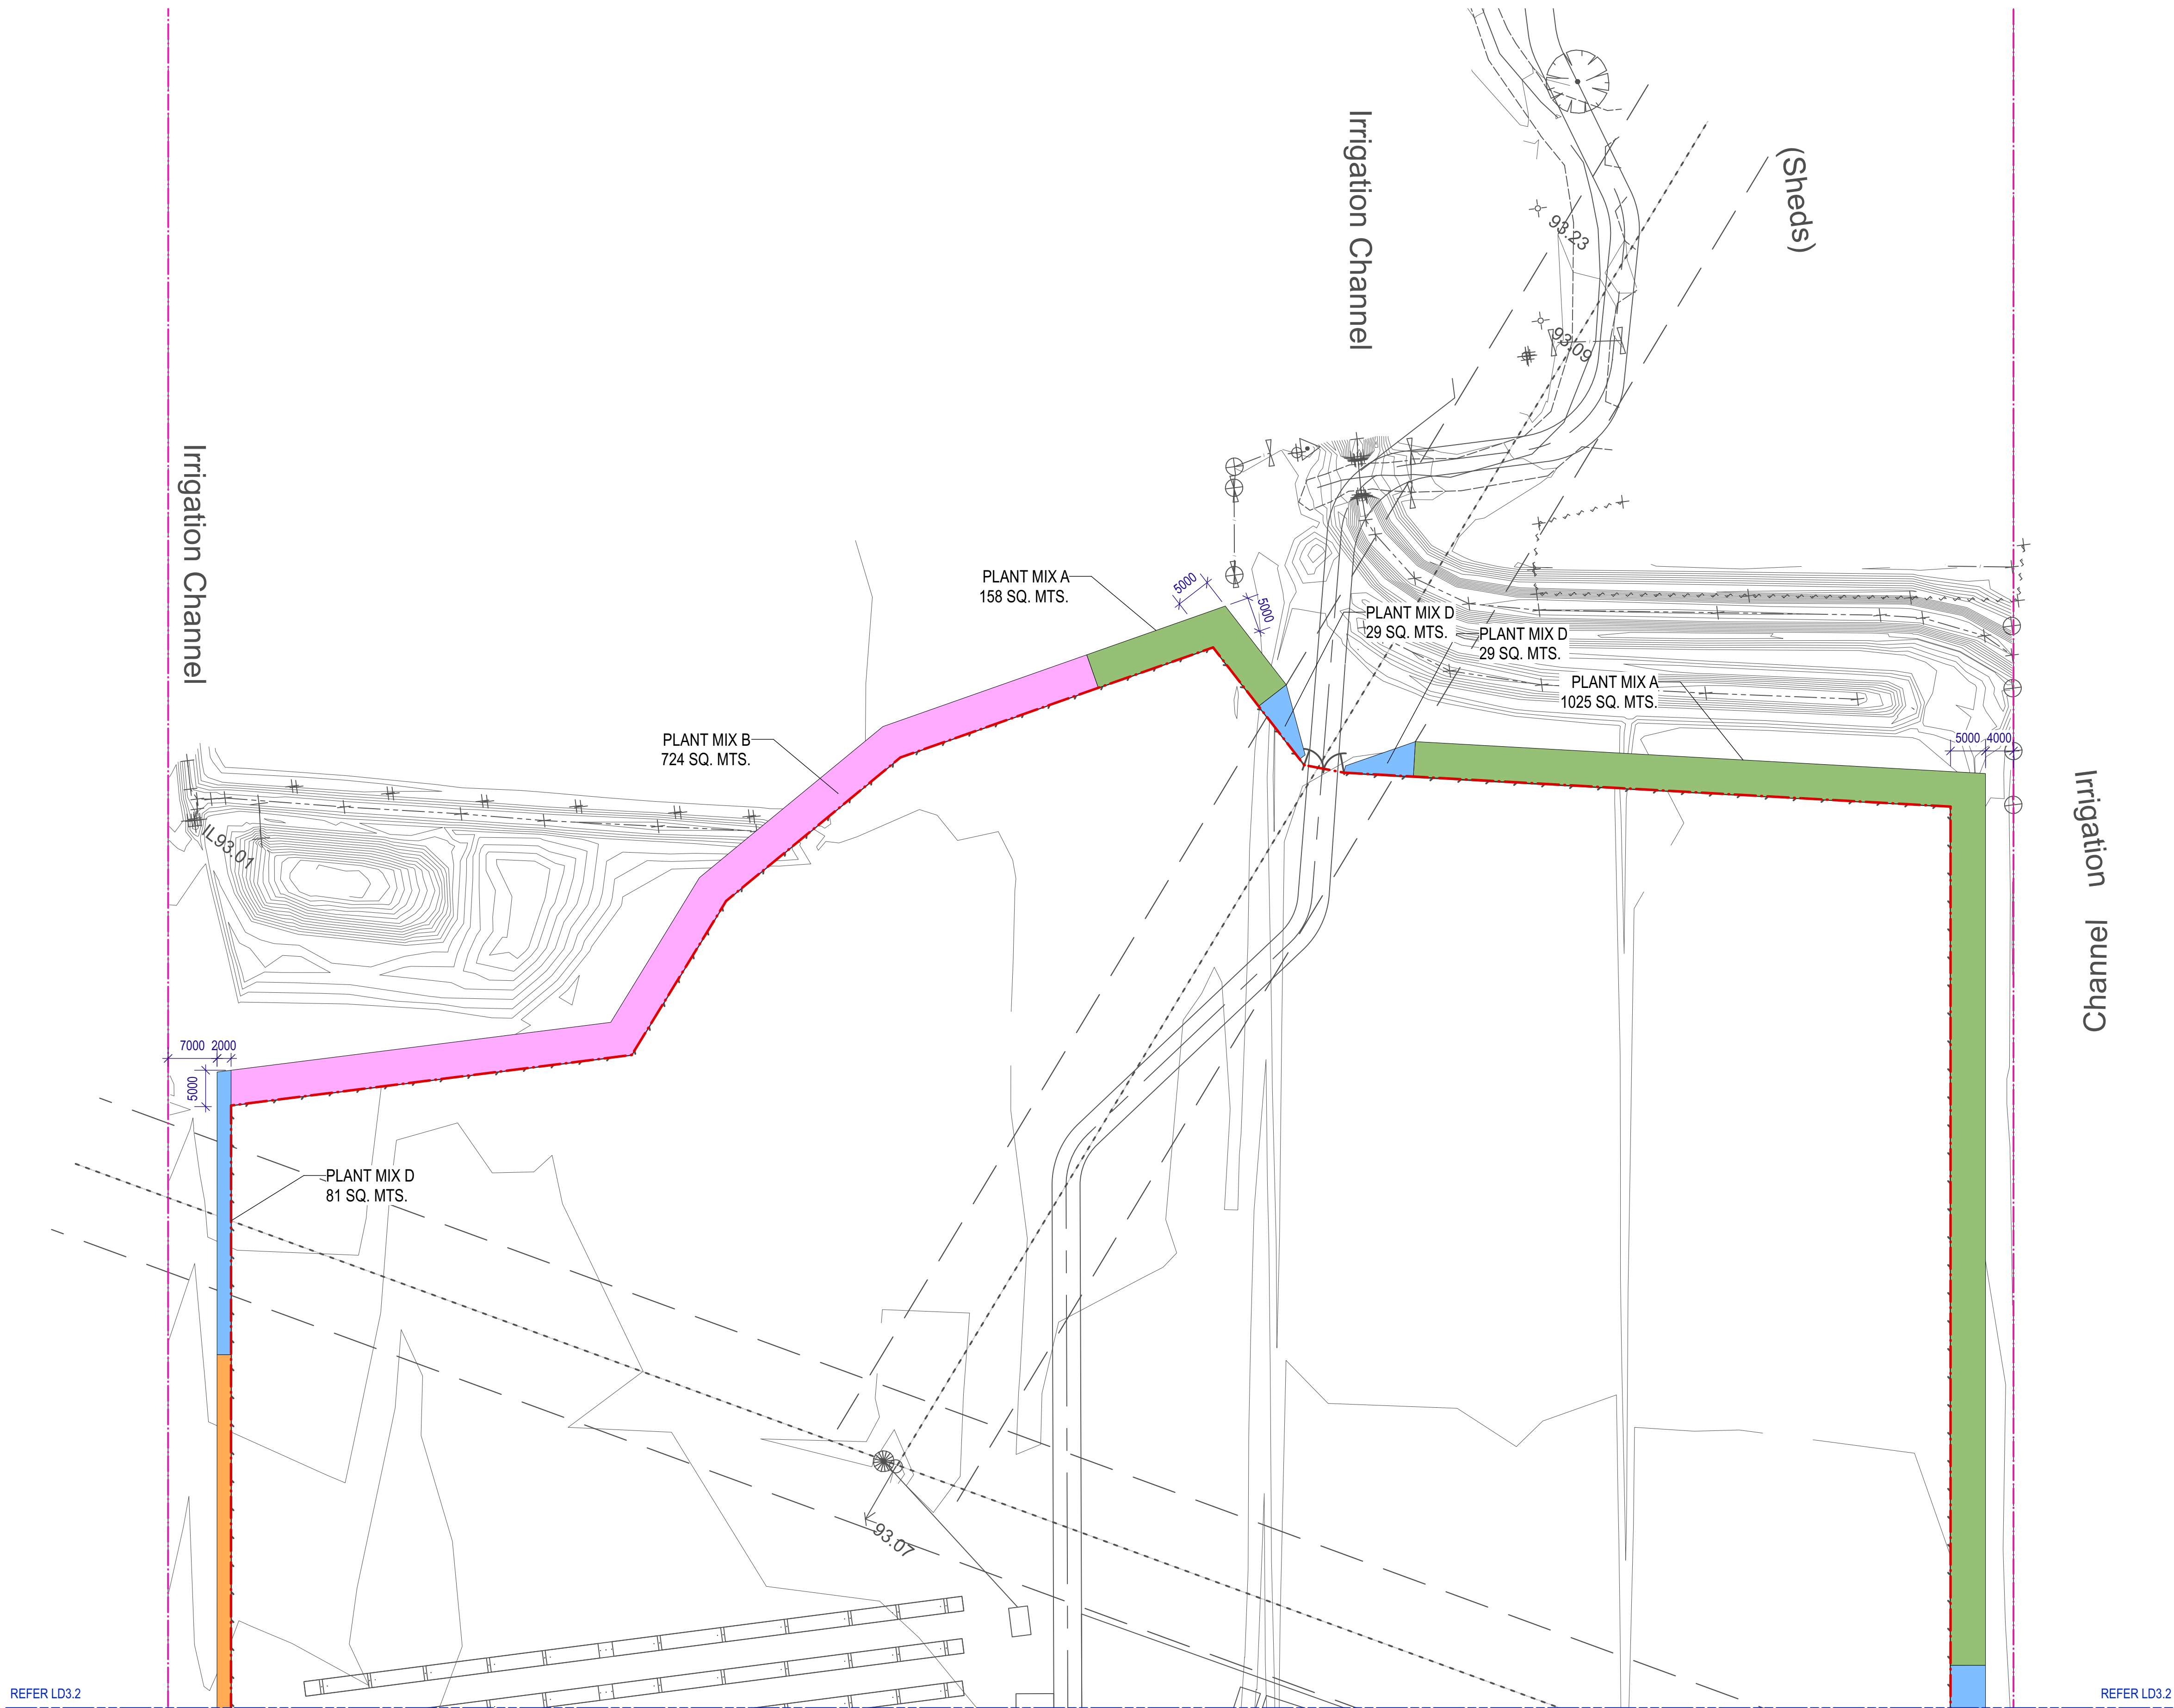 Irrigation Channel
(Sheds)
93.23
93.09
Irrigation Channel
PLANT MIX A
158 SQ. MTS.
5000
5000
PLANT MIX D
29 SQ. MTS.
PLANT MIX D
29 SQ. MTS.
PLANT MIX A
1025 SQ. MTS.
PLANT MIX B
724 SQ. MTS.
5000 4000
Irrigation Channel
IL93.01
7000 2000
5000
PLANT MIX D
81 SQ. MTS.
93.07
REFER LD3.2
REFER LD3.2